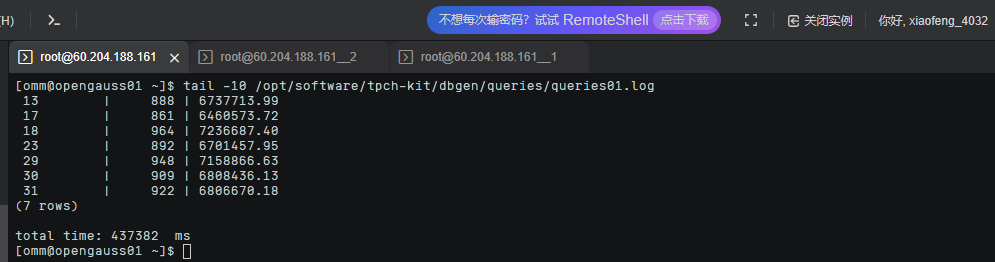 (H) 不想每次输密码？试试 RemoteShell 点击下载 关闭实例 你好, xiaofeng_4032
root@60.204.188.161 root@60.204.188.161__2 root@60.204.188.161__1
[omm@opengauss01 ~]$ tail -10 /opt/software/tpch-kit/dbgen/queries/queries01.log
13 | 888 | 6737713.99
17 | 861 | 6460573.72
18 | 964 | 7236687.40
23 | 892 | 6701457.95
29 | 948 | 7158866.63
30 | 909 | 6808436.13
31 | 922 | 6806670.18
(7 rows)
total time: 437382  ms
[omm@opengauss01 ~]$